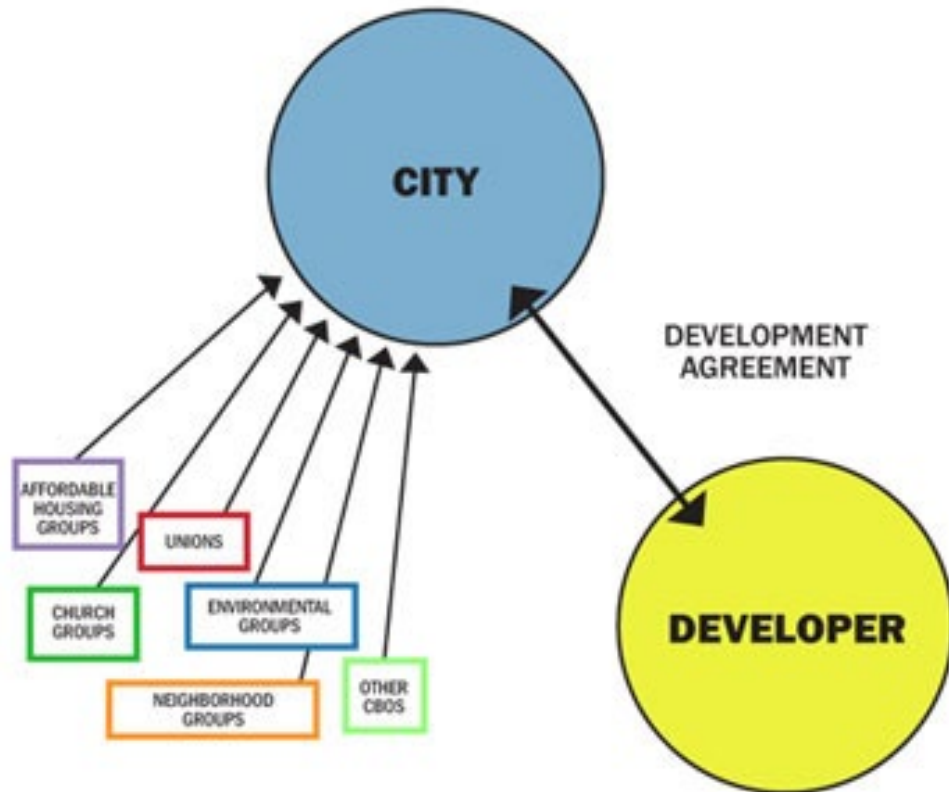 CITY
DEVELOPMENT
AGREEMENT
AFFORDABLE
HOUSING
GROUPS
UNIONS
CHURCH
GROUPS
ENVIRONMENTAL
GROUPS
DEVELOPER
NEIGHBORHOOD
GROUPS
OTHER
CBOS